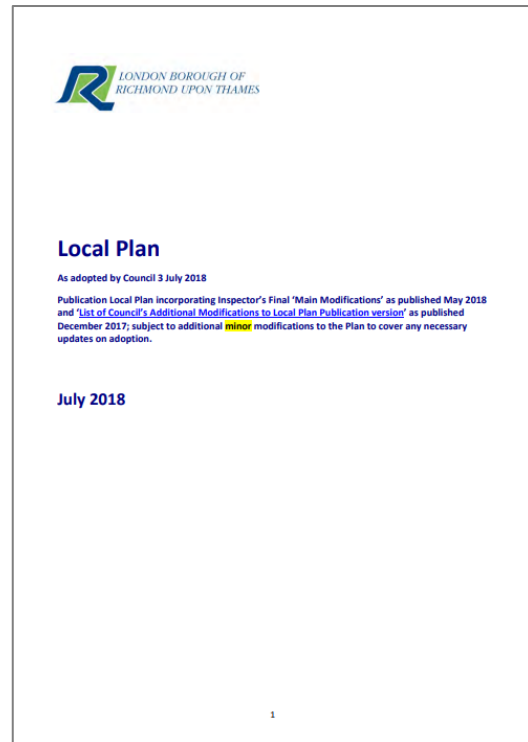 LONDON BOROUGH OF
RICHMOND UPON THAMES
Local Plan
As adopted by Council 3 July 2018
Publication Local Plan incorporating Inspector's Final 'Main Modifications' as published May 2018
and 'List of Council's Additional Modifications to Local Plan Publication version' as published
December 2017; subject to additional minor modifications to the Plan to cover any necessary
updates on adoption.
July 2018
1